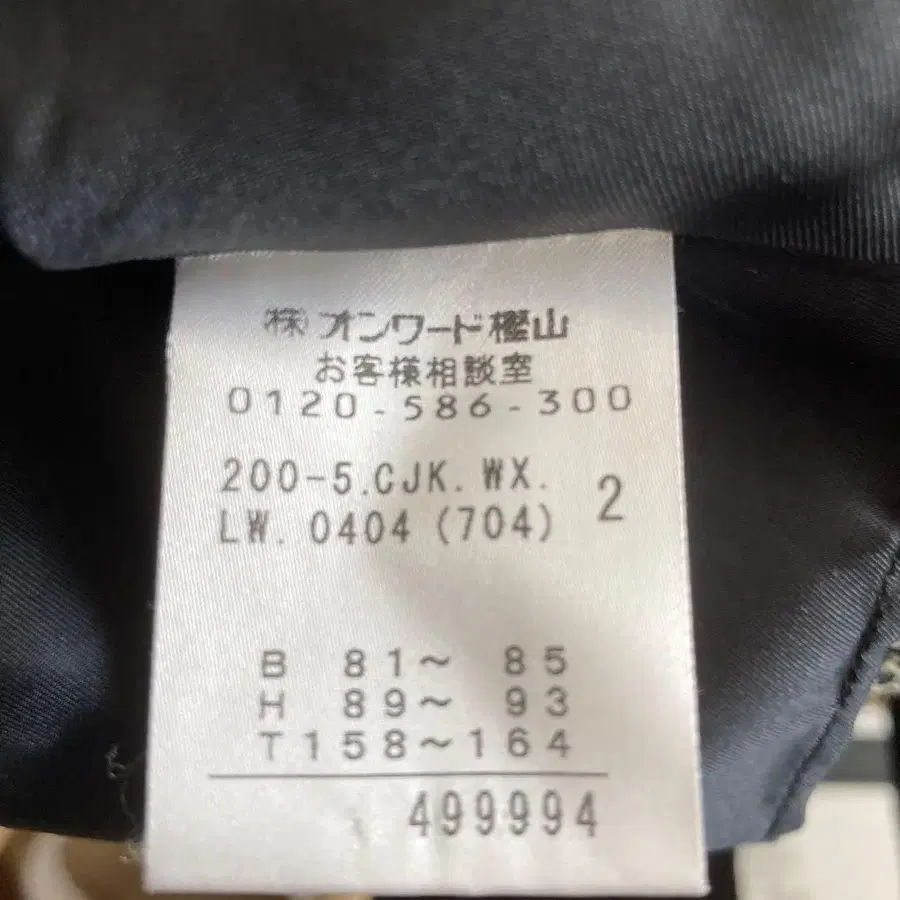 ㈱オンワード樫山
お客様相談室
0120-586-300
200-5.CJK.WX.
LW. 0404 (704) 2
B 81～ 85
H 89～ 93
T158～164
499994